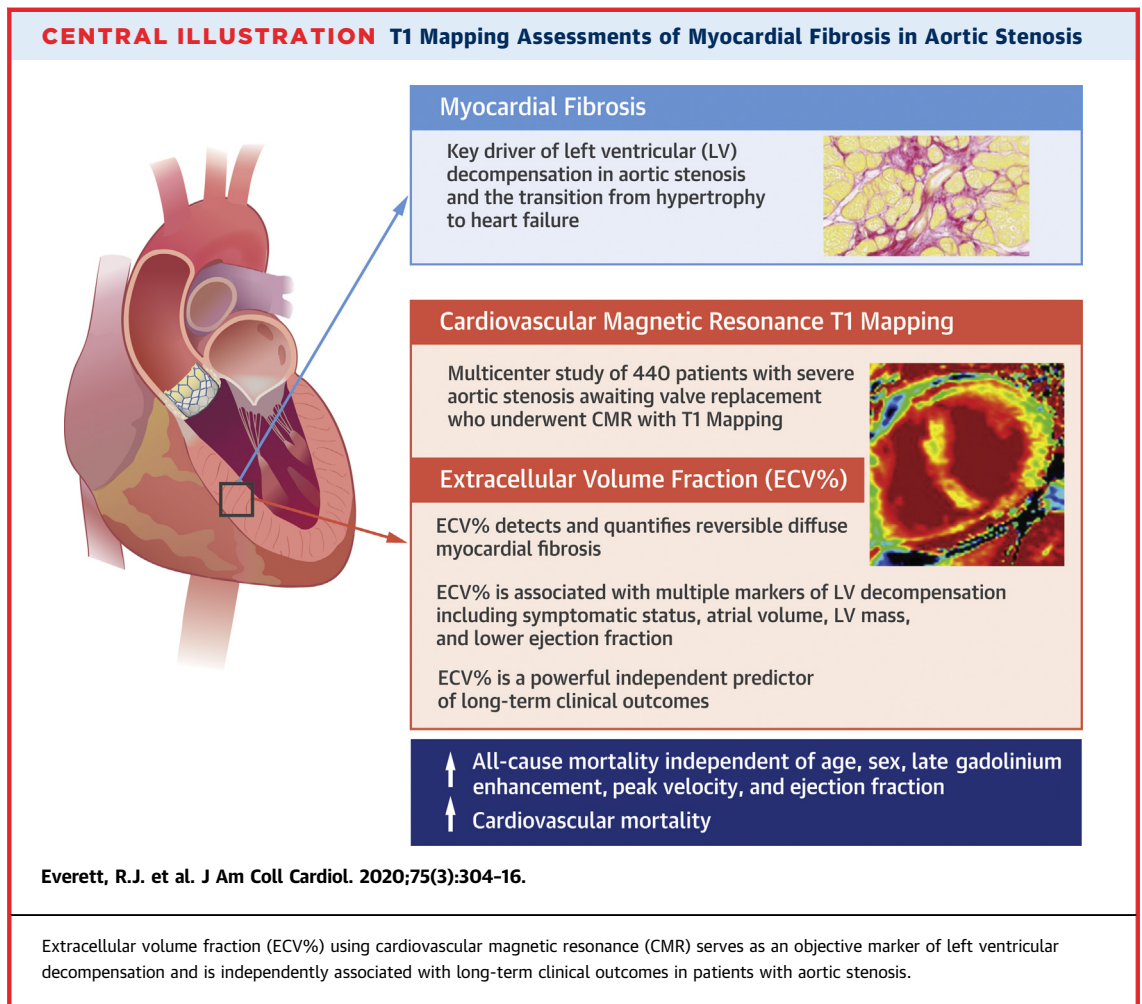 CENTRAL ILLUSTRATION T1 Mapping Assessments of Myocardial Fibrosis in Aortic Stenosis
Myocardial Fibrosis
Key driver of left ventricular (LV)
decompensation in aortic stenosis
and the transition from hypertrophy
to heart failure
Cardiovascular Magnetic Resonance T1 Mapping
Multicenter study of 440 patients with severe
aortic stenosis awaiting valve replacement
who underwent CMR with T1 Mapping
Extracellular Volume Fraction (ECV%)
ECV% detects and quantifies reversible diffuse
myocardial fibrosis
ECV% is associated with multiple markers of LV decompensation
including symptomatic status, atrial volume, LV mass,
and lower ejection fraction
ECV% is a powerful independent predictor
of long-term clinical outcomes
All-cause mortality independent of age, sex, late gadolinium
enhancement, peak velocity, and ejection fraction
Cardiovascular mortality
Everett, R.J. et al. J Am Coll Cardiol. 2020;75(3):304–16.
Extracellular volume fraction (ECV%) using cardiovascular magnetic resonance (CMR) serves as an objective marker of left ventricular
decompensation and is independently associated with long-term clinical outcomes in patients with aortic stenosis.